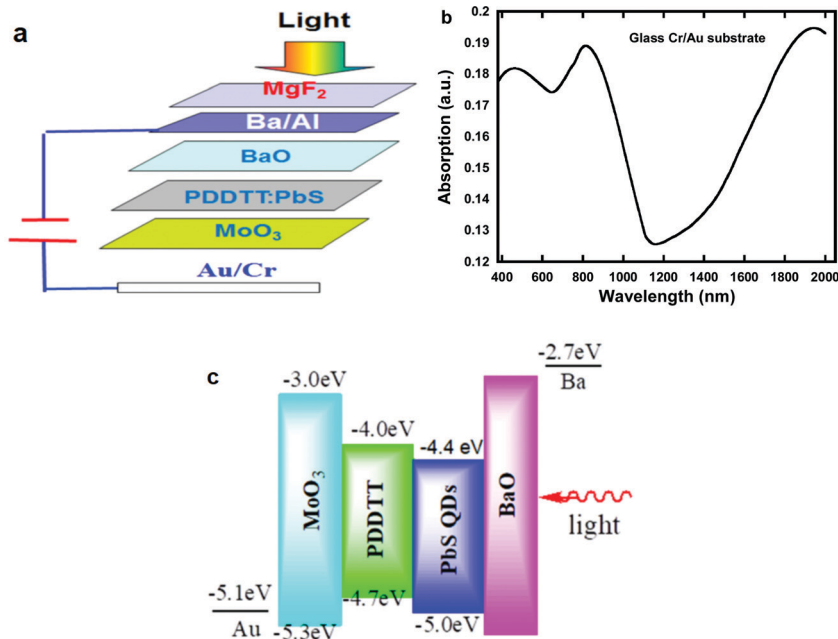 a
Light
MgF₂
Ba/Al
BaO
PDDTT:PbS
MoO₃
Au/Cr
b
0.2
0.19
0.18
0.17
0.16
0.15
0.14
0.13
0.12
Absorption (a.u.)
Glass Cr/Au substrate
400 600 800 1000 1200 1400 1600 1800 2000
Wavelength (nm)
c
-2.7eV
Ba
-3.0eV
-4.0eV
-4.4 eV
MoO₃
PDDTT
PbS QDs
BaO
light
-5.1eV
Au
-5.3eV
-4.7eV
-5.0eV